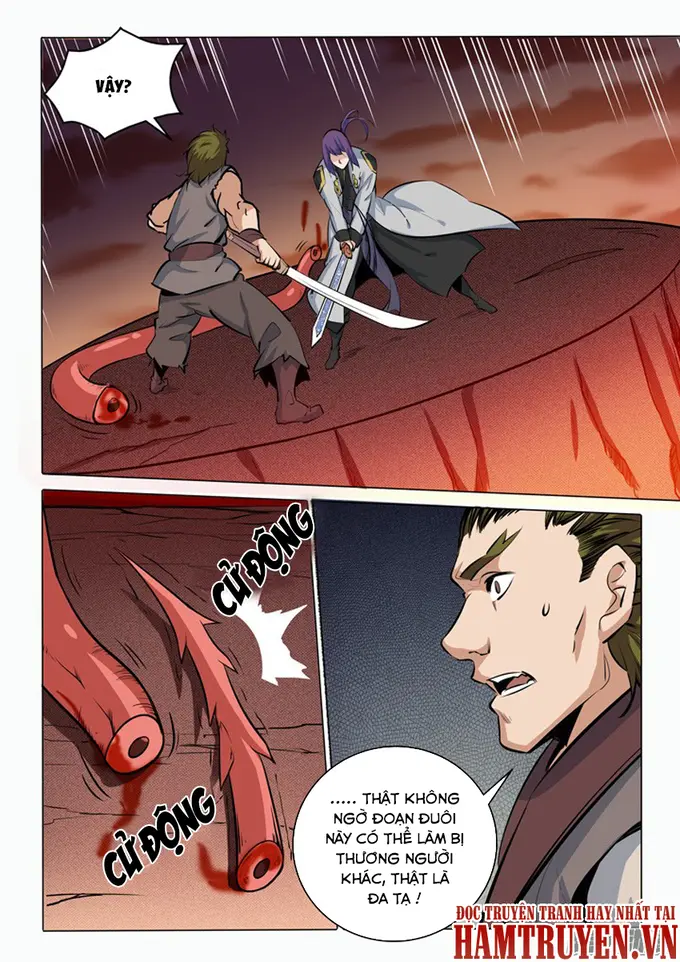 VẬY?
CỬ ĐỘNG
CỬ ĐỘNG
..... THẬT KHÔNG
NGỜ ĐOẠN ĐUÔI
NÀY CÓ THỂ LÀM BỊ
THƯƠNG NGƯỜI
KHÁC, THẬT LÀ
ĐA TẠ !
ĐỌC TRUYỆN TRANH HAY NHẤT TẠI
HAMTRUYEN.VN